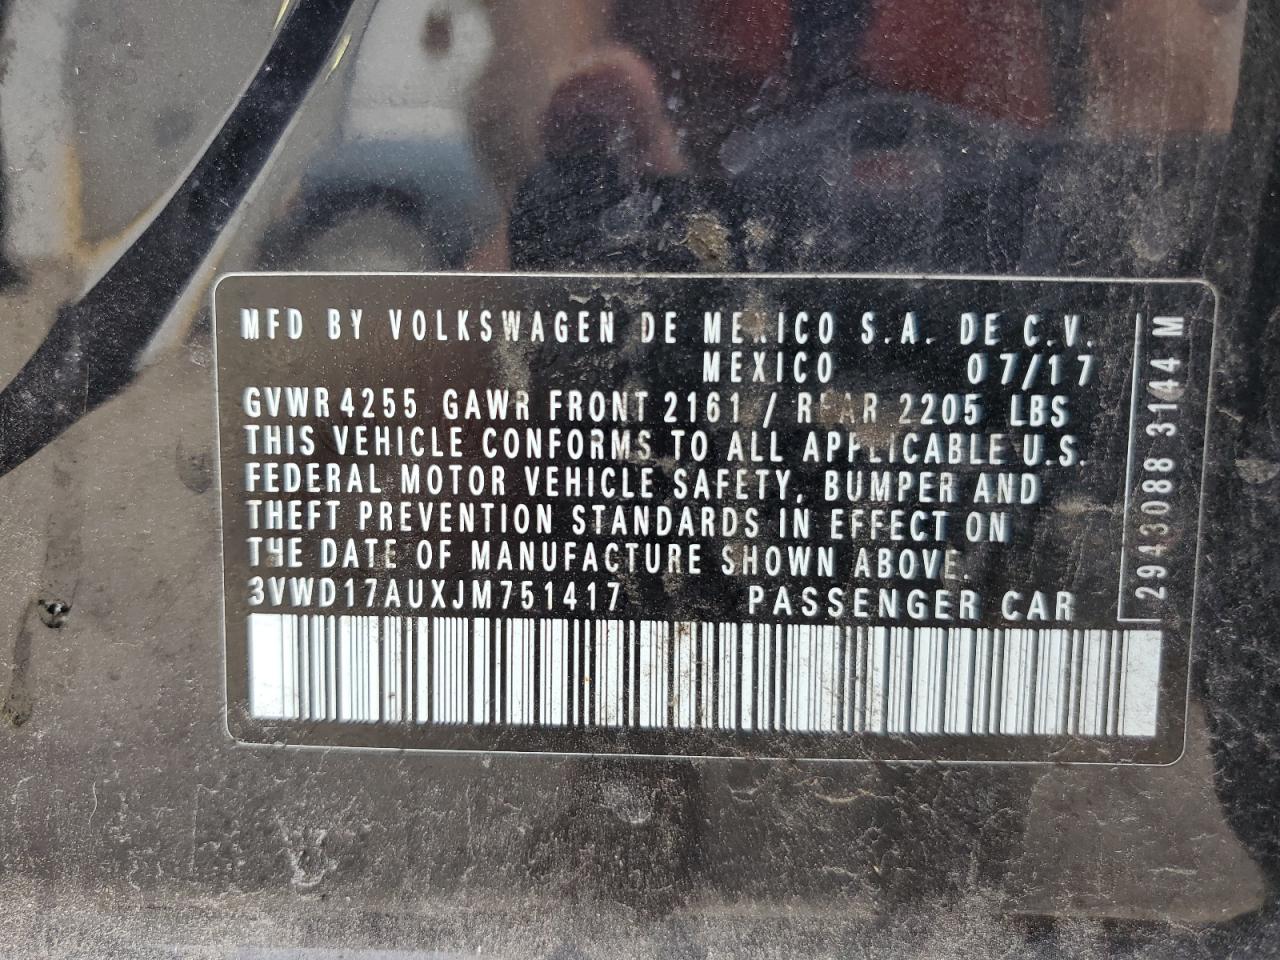 MFD BY VOLKSWAGEN DE MEXICO S.A. DE C.V.
MEXICO 07/17
GVWR 4255 GAWR FRONT 2161 / REAR 2205 LBS
THIS VEHICLE CONFORMS TO ALL APPLICABLE U.S.
FEDERAL MOTOR VEHICLE SAFETY, BUMPER AND
THEFT PREVENTION STANDARDS IN EFFECT ON
THE DATE OF MANUFACTURE SHOWN ABOVE.
3VWD17AUXJM751417 PASSENGER CAR
2943088 3144 M